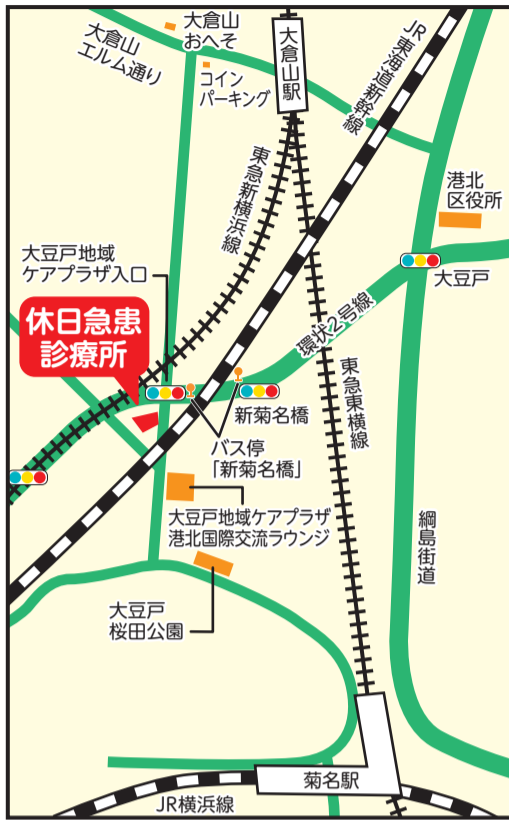 大倉山
おへそ
大倉山
エルム通り
コイン
パーキング
大倉山駅
JR東海道新幹線
東急新横浜線
港北
区役所
大豆戸地域
ケアプラザ入口
大豆戸
休日急患
診療所
環状2号線
新菊名橋
東急東横線
バス停
「新菊名橋」
大豆戸地域ケアプラザ
港北国際交流ラウンジ
綱島街道
大豆戸
桜田公園
菊名駅
JR横浜線